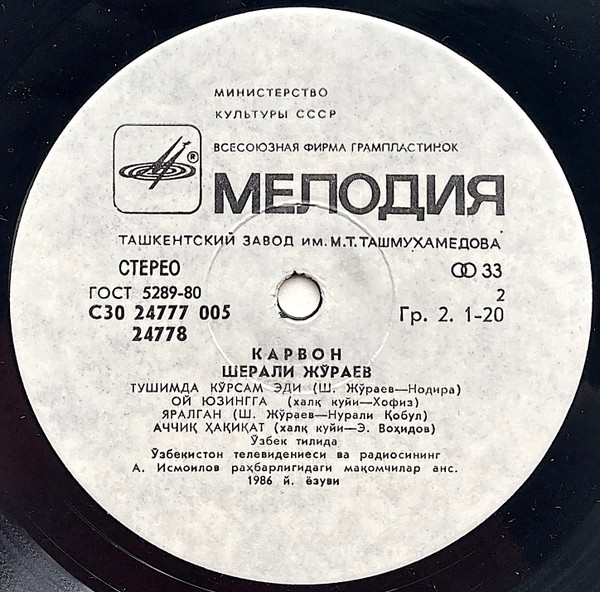 МИНИСТЕРСТВО
КУЛЬТУРЫ СССР
ВСЕСОЮЗНАЯ ФИРМА ГРАМПЛАСТИНОК
®
МЕЛОДИЯ
ТАШКЕНТСКИЙ ЗАВОД ИМ. М. Т. ТАШМУХАМЕДОВА
СТЕРЕО
33
ГОСТ 5289-80
2
С30 24777 005
Гр. 2. 1-20
24778
КАРВОН
ШЕРАЛИ ЖЎРАЕВ
ТУШИМДА КЎРСАМ ЭДИ (Ш. Жўраев—Нодира)
ОЙ ЮЗИНГГА (халқ куйи—Хофиз)
ЯРАЛГАН (Ш. Жўраев—Нурали Қобул)
АЧЧИҚ ҲАҚИҚАТ (халқ куйи—Э. Воҳидов)
Ўзбек тилида
Ўзбекистон телевидениеси ва радиосининг
А. Исмоилов раҳбарлигидаги мақомчилар анс.
1986 й. ёзуви